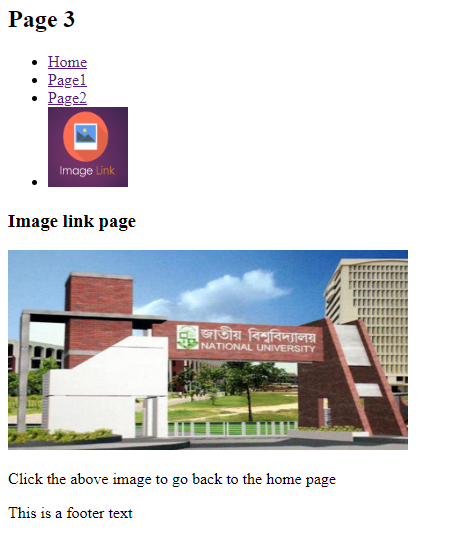 Page 3
Home
Page1
Page2
Image Link
Image link page
জাতীয় বিশ্ববিদ্যালয়
NATIONAL UNIVERSITY
Click the above image to go back to the home page
This is a footer text